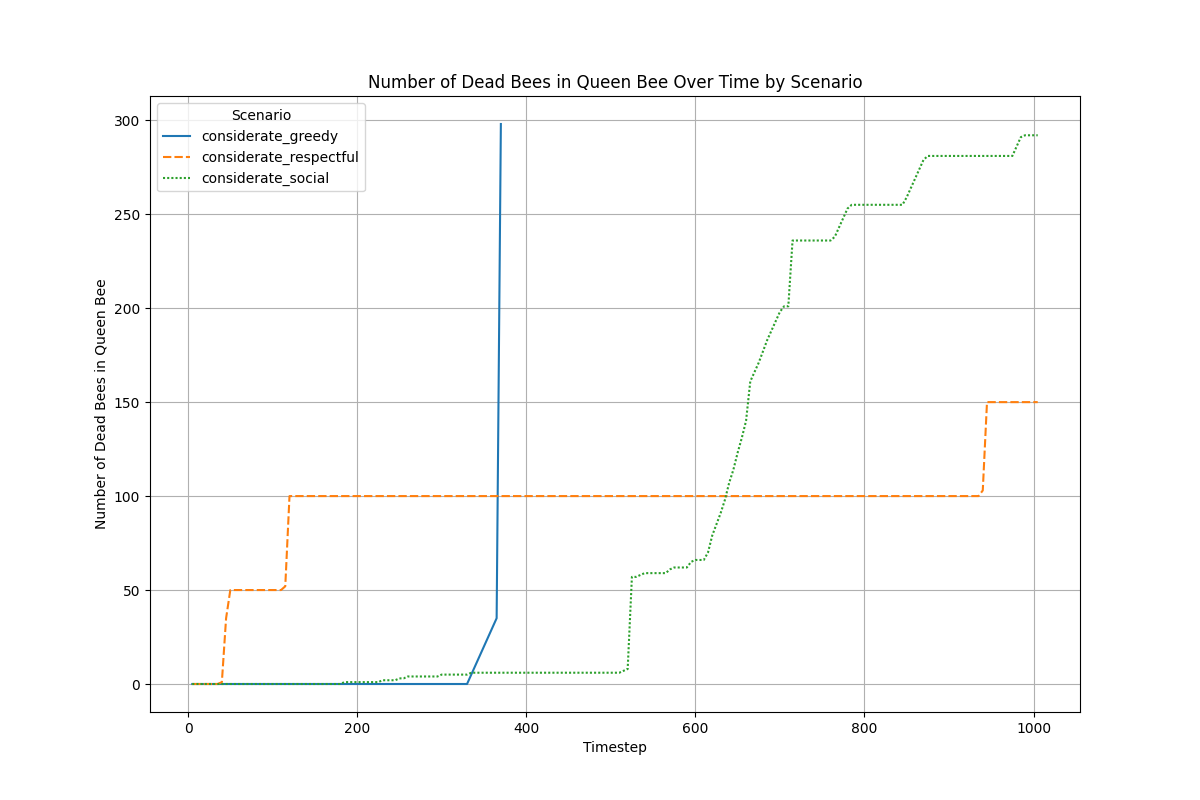 Number of Dead Bees in Queen Bee Over Time by Scenario
Scenario
considerate_greedy
considerate_respectful
considerate_social
Number of Dead Bees in Queen Bee
300
250
200
150
100
50
0
0 200 400 600 800 1000
Timestep